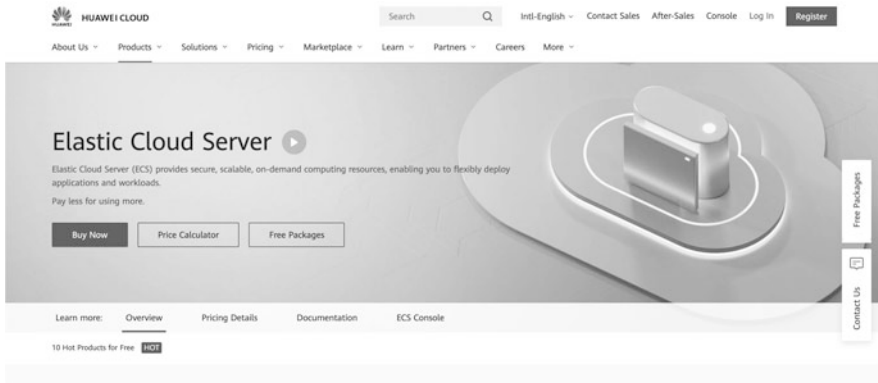 HUAWEI
HUAWEI CLOUD
Search
Intl-English
Contact Sales
After-Sales
Console
Log In
Register
About Us
Products
Solutions
Pricing
Marketplace
Learn
Partners
Careers
More
Elastic Cloud Server
Elastic Cloud Server (ECS) provides secure, scalable, on-demand computing resources, enabling you to flexibly deploy
applications and workloads.
Pay less for using more.
Buy Now
Price Calculator
Free Packages
Free Packages
Contact Us
Learn more:
Overview
Pricing Details
Documentation
ECS Console
10 Hot Products for Free HOT